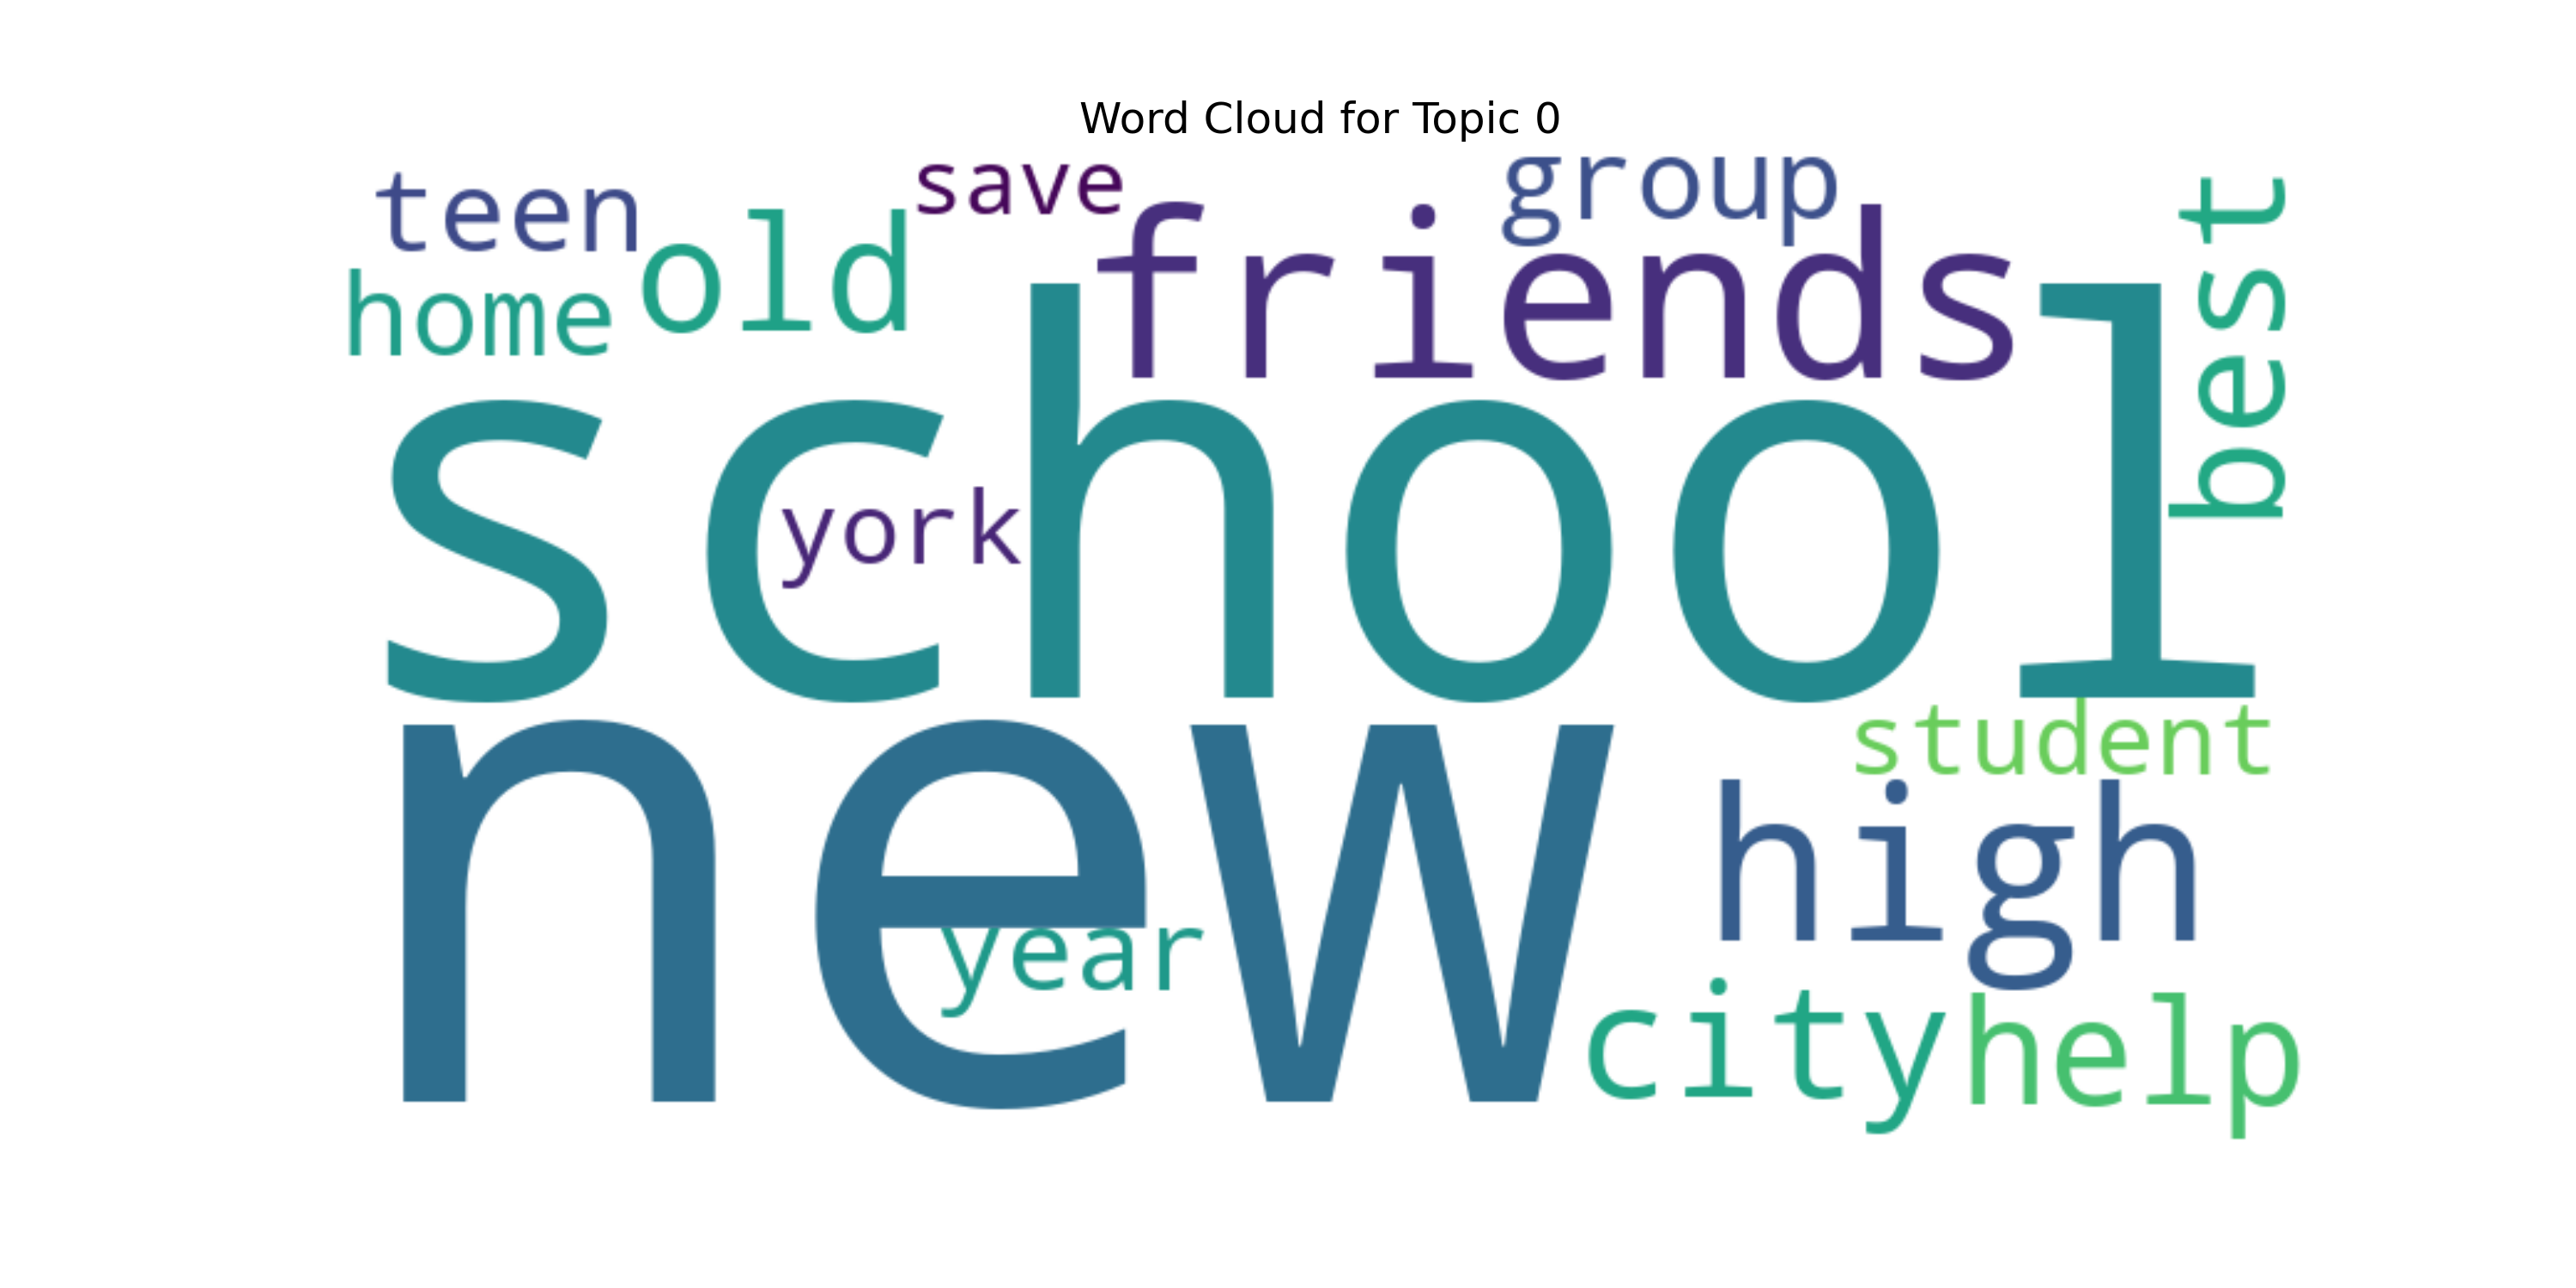 Word Cloud for Topic 0
save
group
teen
friends
old
best
home
school
york
new
student
high
year
city
help